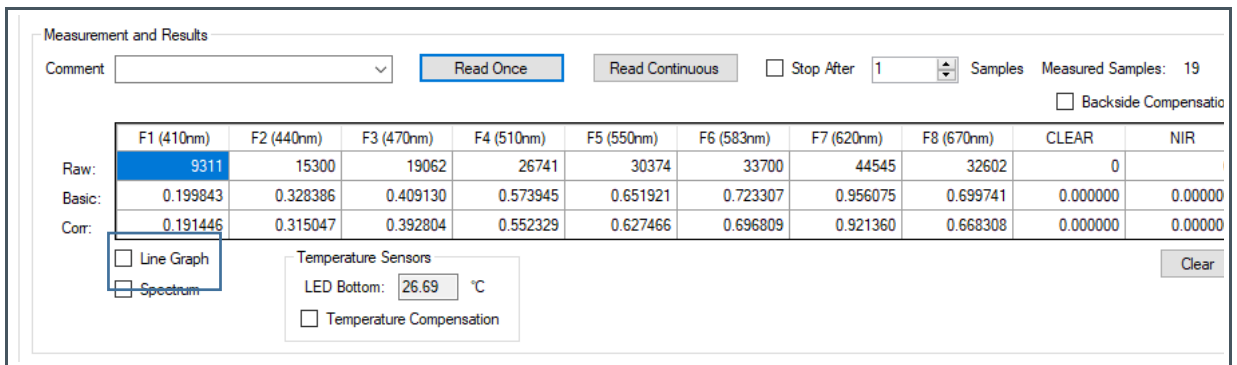 Measurement and Results
Comment Read Once Read Continuous Stop After 1 Samples Measured Samples: 19
Backside Compensatio
F1 (410nm) F2 (440nm) F3 (470nm) F4 (510nm) F5 (550nm) F6 (583nm) F7 (620nm) F8 (670nm) CLEAR NIR
Raw: 9311 15300 19062 26741 30374 33700 44545 32602 0
Basic: 0.199843 0.328386 0.409130 0.573945 0.651921 0.723307 0.956075 0.699741 0.000000 0.00000
Corr: 0.191446 0.315047 0.392804 0.552329 0.627466 0.696809 0.921360 0.668308 0.000000 0.00000
Line Graph Temperature Sensors Clear
Spectrum LED Bottom: 26.69 °C
Temperature Compensation